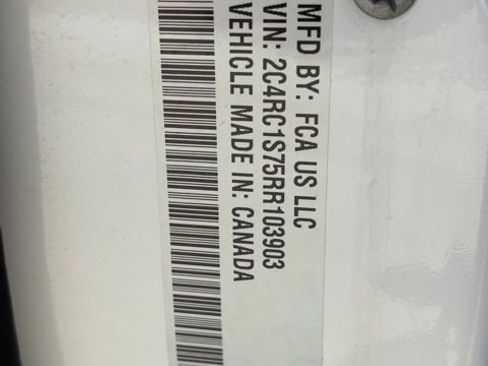 MFD BY: FCA US LLC
VIN: 2C4RC1S75RR103903
VEHICLE MADE IN: CANADA